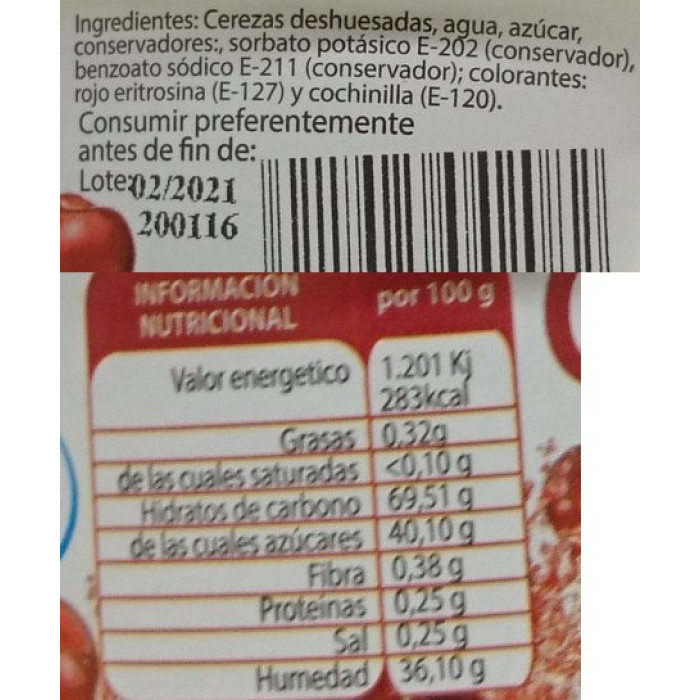 Ingredientes: Cerezas deshuesadas, agua, azúcar,
conservadores:, sorbato potásico E-202 (conservador),
benzoato sódico E-211 (conservador); colorantes:
rojo eritrosina (E-127) y cochinilla (E-120).
Consumir preferentemente
antes de fin de:
Lote:02/2021
200116
INFORMACIÓN NUTRICIONAL por 100 g
Valor energetico 1.201 Kj
283kcal
Grasas 0,32g
de las cuales saturadas <0,10 g
Hidratos de carbono 69,51 g
de las cuales azúcares 40,10 g
Fibra 0,38 g
Proteínas 0,25 g
Sal 0,25 g
Humedad 36,10 g